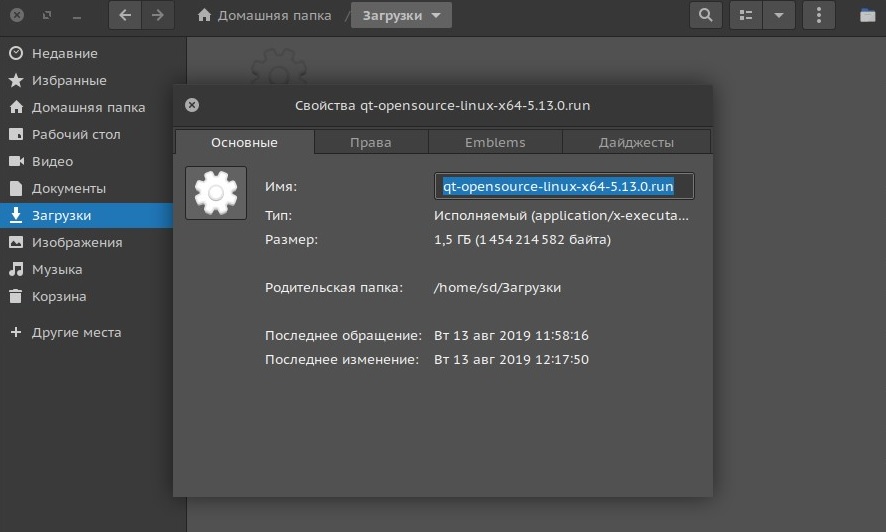 Домашняя папка / Загрузки
Недавние
Избранные
Домашняя папка
Рабочий стол
Видео
Документы
Загрузки
Изображения
Музыка
Корзина
+ Другие места
Свойства qt-opensource-linux-x64-5.13.0.run
Основные Права Emblems Дайджесты
Имя: qt-opensource-linux-x64-5.13.0.run
Тип: Исполняемый (application/x-executa...
Размер: 1,5 ГБ (1 454 214 582 байта)
Родительская папка: /home/sd/Загрузки
Последнее обращение: Вт 13 авг 2019 11:58:16
Последнее изменение: Вт 13 авг 2019 12:17:50